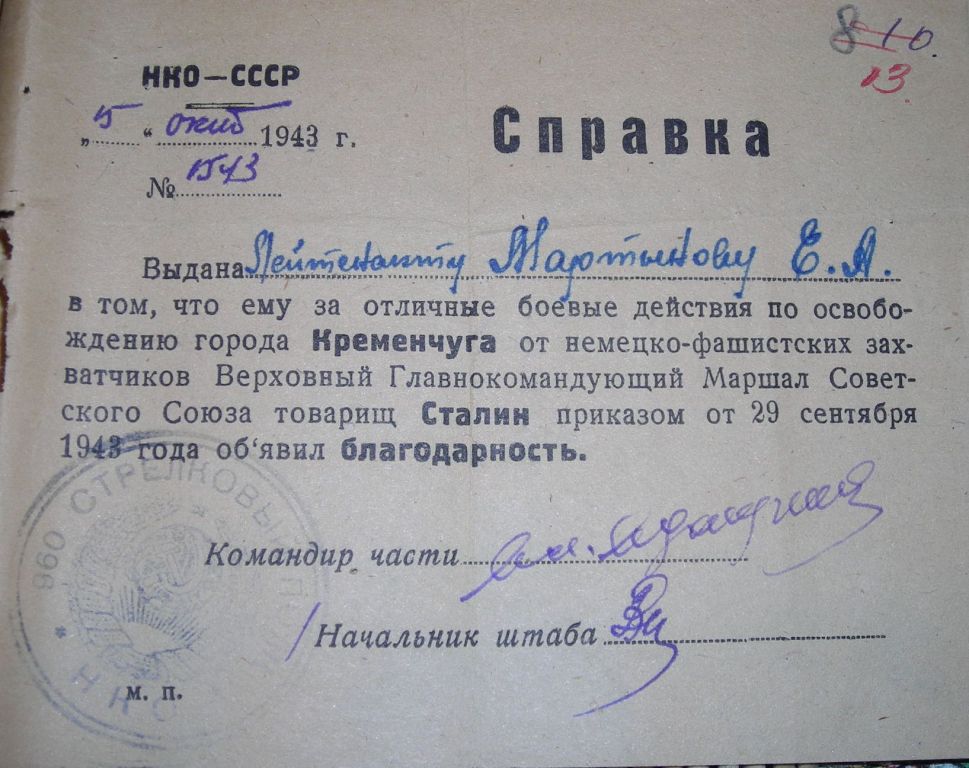 8 10.
13
НКО—СССР
„5“ окт 1943 г.
№ 1543
Справка
Выдана Лейтенанту Мартынову Е. А.
в том, что ему за отличные боевые действия по освобо-
ждению города Кременчуга от немецко-фашистских зах-
ватчиков Верховный Главнокомандующий Маршал Совет-
ского Союза товарищ Сталин приказом от 29 сентября
1943 года об‘явил благодарность.
960 СТРЕЛКОВЫЙ
Командир части
Начальник штаба
* НКО
м. п.